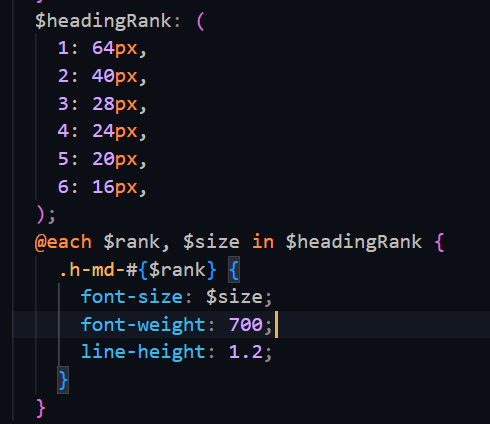 $headingRank: (
1: 64px,
2: 40px,
3: 28px,
4: 24px,
5: 20px,
6: 16px,
);
@each $rank, $size in $headingRank {
.h-md-#{$rank} {
font-size: $size;
font-weight: 700;
line-height: 1.2;
}
}